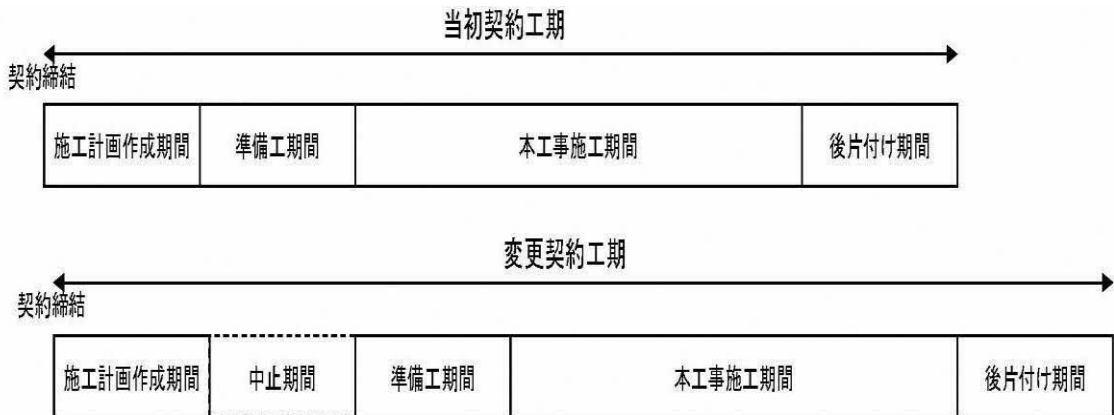 当初契約工期
契約締結
施工計画作成期間 準備工期間 本工事施工期間 後片付け期間
変更契約工期
契約締結
施工計画作成期間 中止期間 準備工期間 本工事施工期間 後片付け期間